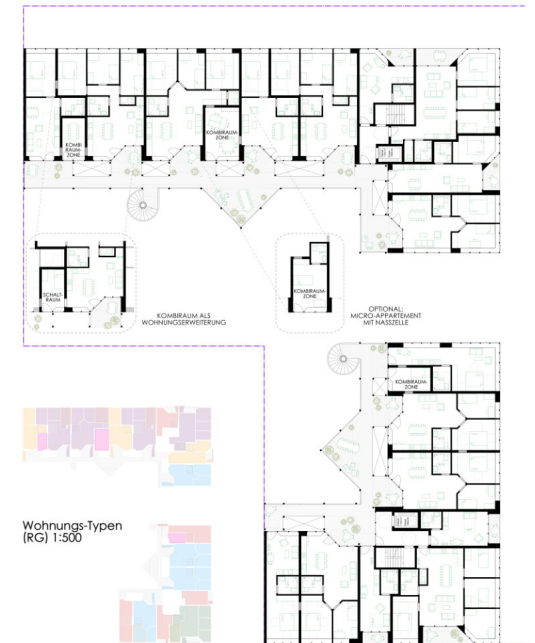 KOMBI
RAUM-
ZONE
KOMBIRAUM-
ZONE
SCHALT-
RAUM
KOMBIRAUM ALS
WOHNUNGSERWEITERUNG
KOMBIRAUM-
ZONE
OPTIONAL:
MICRO-APPARTEMENT
MIT NASSZELLE
KOMBIRAUM-
ZONE
Wohnungs-Typen
(RG) 1:500